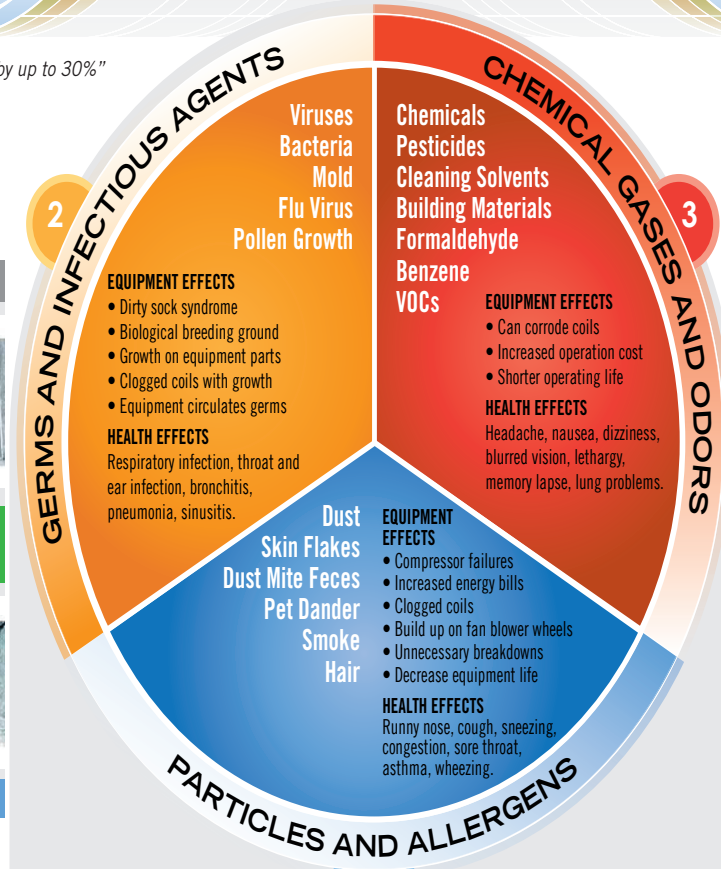 by up to 30%"
2
GERMS AND INFECTIOUS AGENTS
Viruses
Bacteria
Mold
Flu Virus
Pollen Growth
EQUIPMENT EFFECTS
• Dirty sock syndrome
• Biological breeding ground
• Growth on equipment parts
• Clogged coils with growth
• Equipment circulates germs
HEALTH EFFECTS
Respiratory infection, throat and
ear infection, bronchitis,
pneumonia, sinusitis.
3
CHEMICAL GASES AND ODORS
Chemicals
Pesticides
Cleaning Solvents
Building Materials
Formaldehyde
Benzene
VOCs
EQUIPMENT EFFECTS
• Can corrode coils
• Increased operation cost
• Shorter operating life
HEALTH EFFECTS
Headache, nausea, dizziness,
blurred vision, lethargy,
memory lapse, lung problems.
Dust
Skin Flakes
Dust Mite Feces
Pet Dander
Smoke
Hair
EQUIPMENT
EFFECTS
• Compressor failures
• Increased energy bills
• Clogged coils
• Build up on fan blower wheels
• Unnecessary breakdowns
• Decrease equipment life
HEALTH EFFECTS
Runny nose, cough, sneezing,
congestion, sore throat,
asthma, wheezing.
PARTICLES AND ALLERGENS